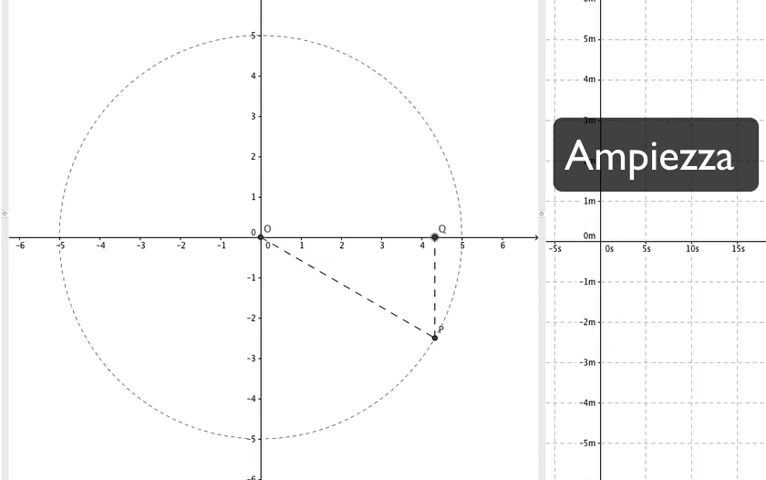 5
4
3
2
1
0
O
Q
-6 -5 -4 -3 -2 -1 0 1 2 3 4 5 6
-1
-2
P
-3
-4
-5
-6
6m
5m
4m
3m
Ampiezza
1m
0m
-5s 0s 5s 10s 15s
-1m
-2m
-3m
-4m
-5m